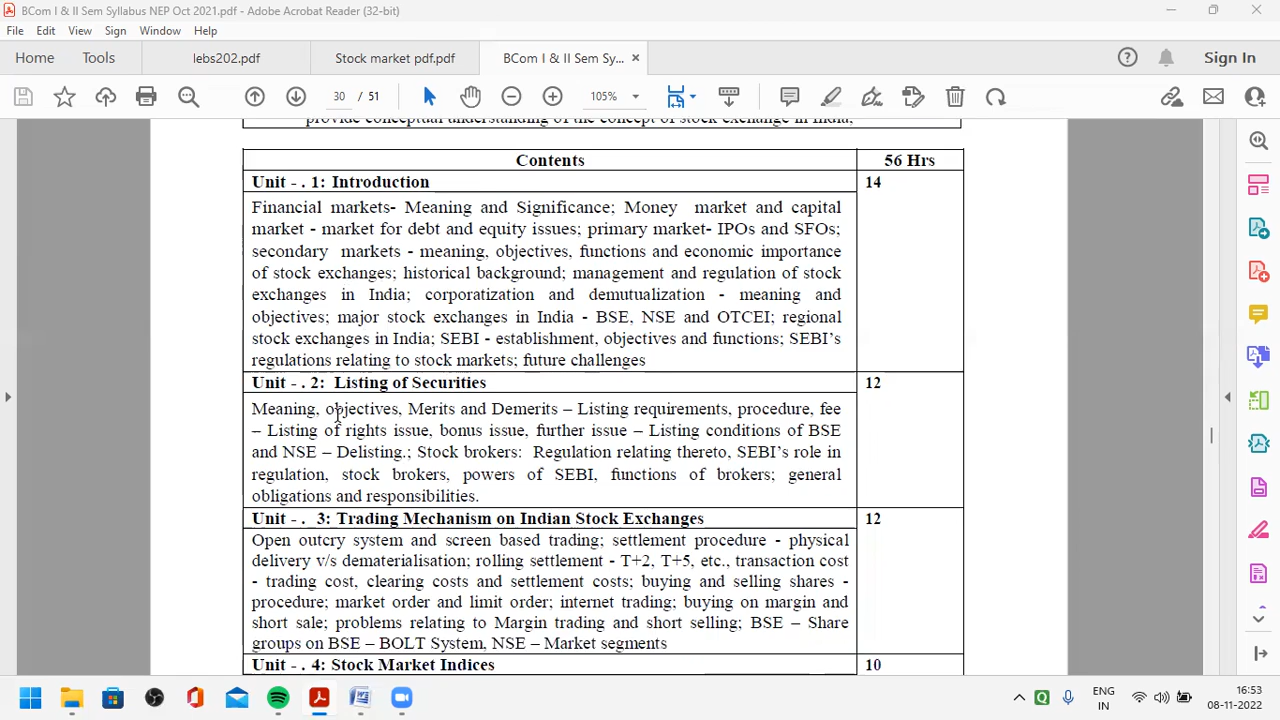 BCom I & II Sem Syllabus NEP Oct 2021.pdf - Adobe Acrobat Reader (32-bit)
File Edit View Sign Window Help
Home Tools lebs202.pdf Stock market pdf.pdf BCom I & II Sem Sy... Sign In
30 / 51 105%
provide conceptual understanding of the concept of stock exchange in India;
Contents 56 Hrs
Unit - . 1: Introduction 14
Financial markets- Meaning and Significance; Money market and capital
market - market for debt and equity issues; primary market- IPOs and SFOs;
secondary markets - meaning, objectives, functions and economic importance
of stock exchanges; historical background; management and regulation of stock
exchanges in India; corporatization and demutualization - meaning and
objectives; major stock exchanges in India - BSE, NSE and OTCEI; regional
stock exchanges in India; SEBI - establishment, objectives and functions; SEBI's
regulations relating to stock markets; future challenges
Unit - . 2: Listing of Securities 12
Meaning, objectives, Merits and Demerits – Listing requirements, procedure, fee
– Listing of rights issue, bonus issue, further issue – Listing conditions of BSE
and NSE – Delisting.; Stock brokers: Regulation relating thereto, SEBI's role in
regulation, stock brokers, powers of SEBI, functions of brokers; general
obligations and responsibilities.
Unit - . 3: Trading Mechanism on Indian Stock Exchanges 12
Open outcry system and screen based trading; settlement procedure - physical
delivery v/s dematerialisation; rolling settlement - T+2, T+5, etc., transaction cost
- trading cost, clearing costs and settlement costs; buying and selling shares -
procedure; market order and limit order; internet trading; buying on margin and
short sale; problems relating to Margin trading and short selling; BSE – Share
groups on BSE – BOLT System, NSE – Market segments
Unit - . 4: Stock Market Indices 10
ENG 16:53
IN 08-11-2022